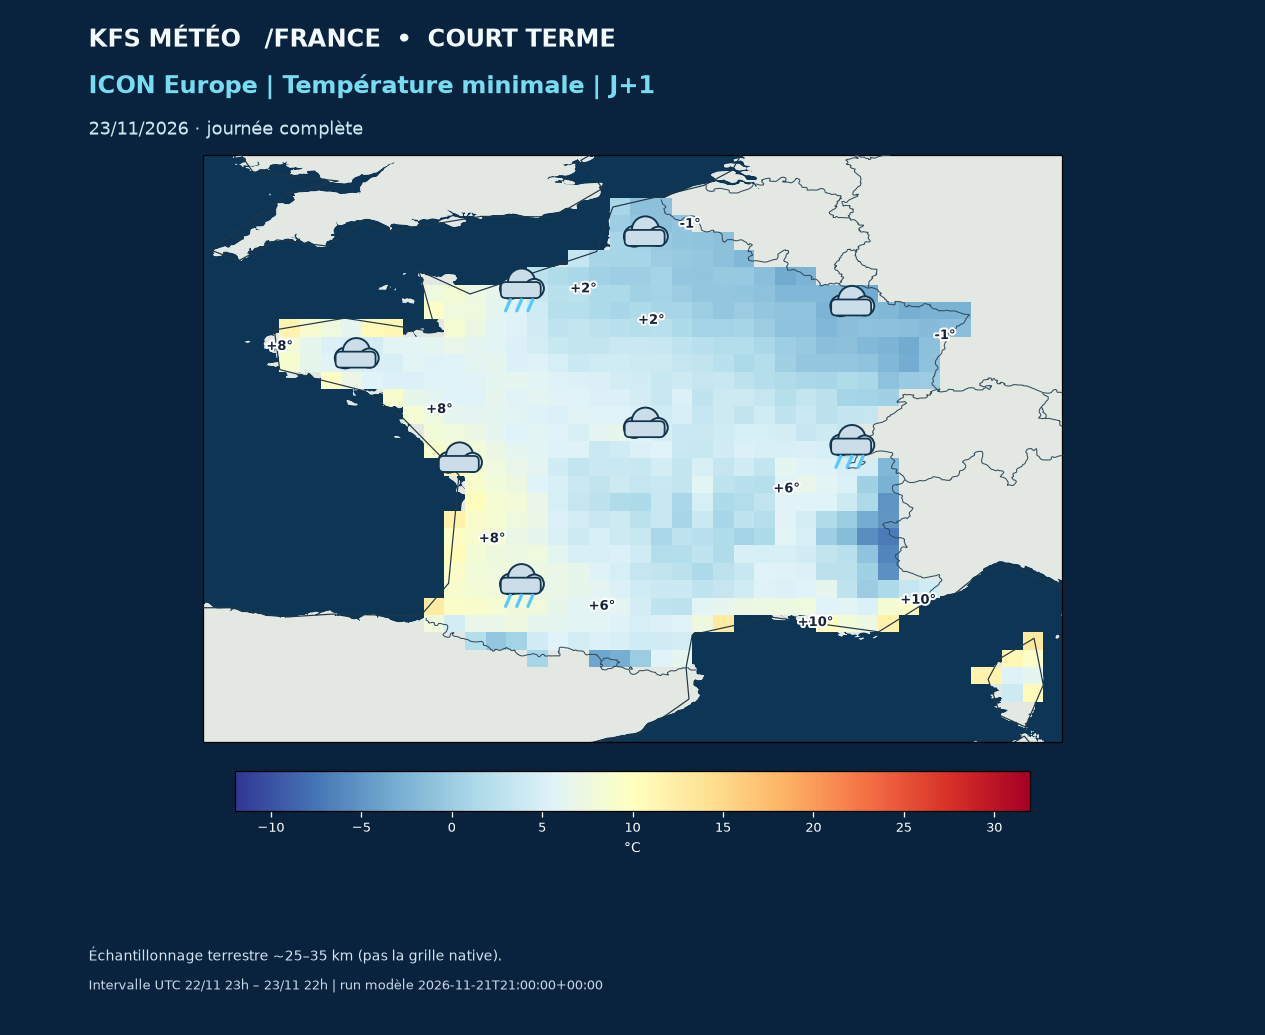 KFS MÉTÉO /FRANCE • COURT TERME
ICON Europe | Température minimale | J+1
23/11/2026 · journée complète
-1°
+2°
+2°
-1°
+8°
+8°
+6°
+8°
+6°
+10°
+10°
−10 −5 0 5 10 15 20 25 30
°C
Échantillonnage terrestre ~25–35 km (pas la grille native).
Intervalle UTC 22/11 23h – 23/11 22h | run modèle 2026-11-21T21:00:00+00:00